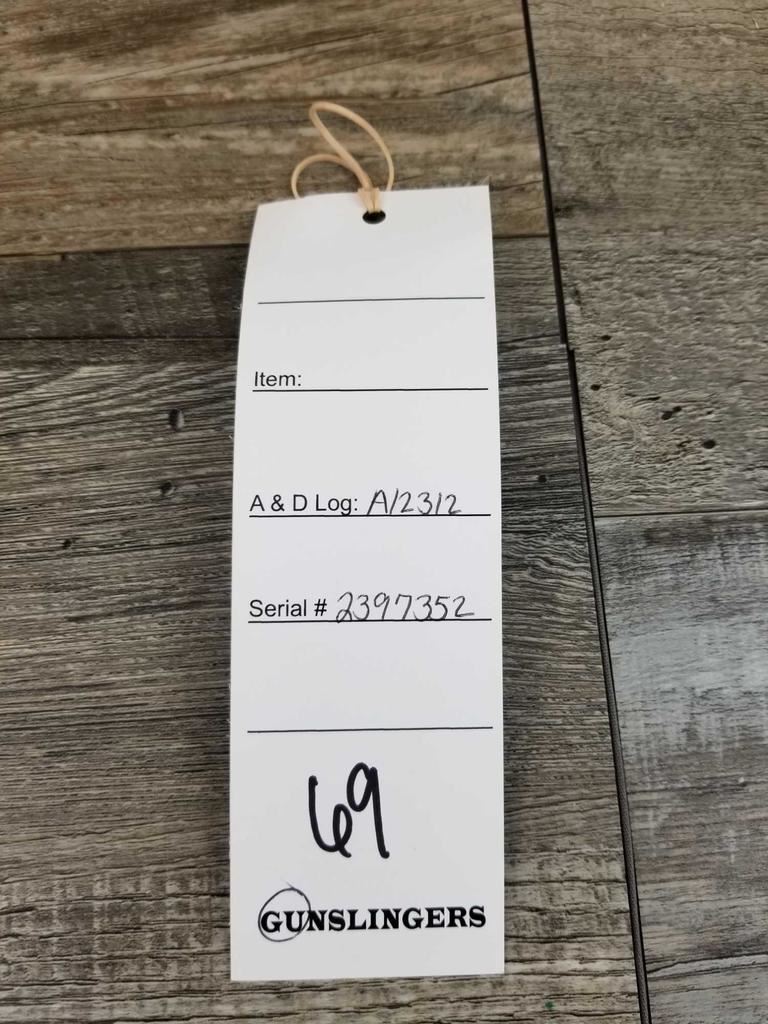 Item:
A & D Log: A12312
Serial # 2397352
69
GUNSLINGERS